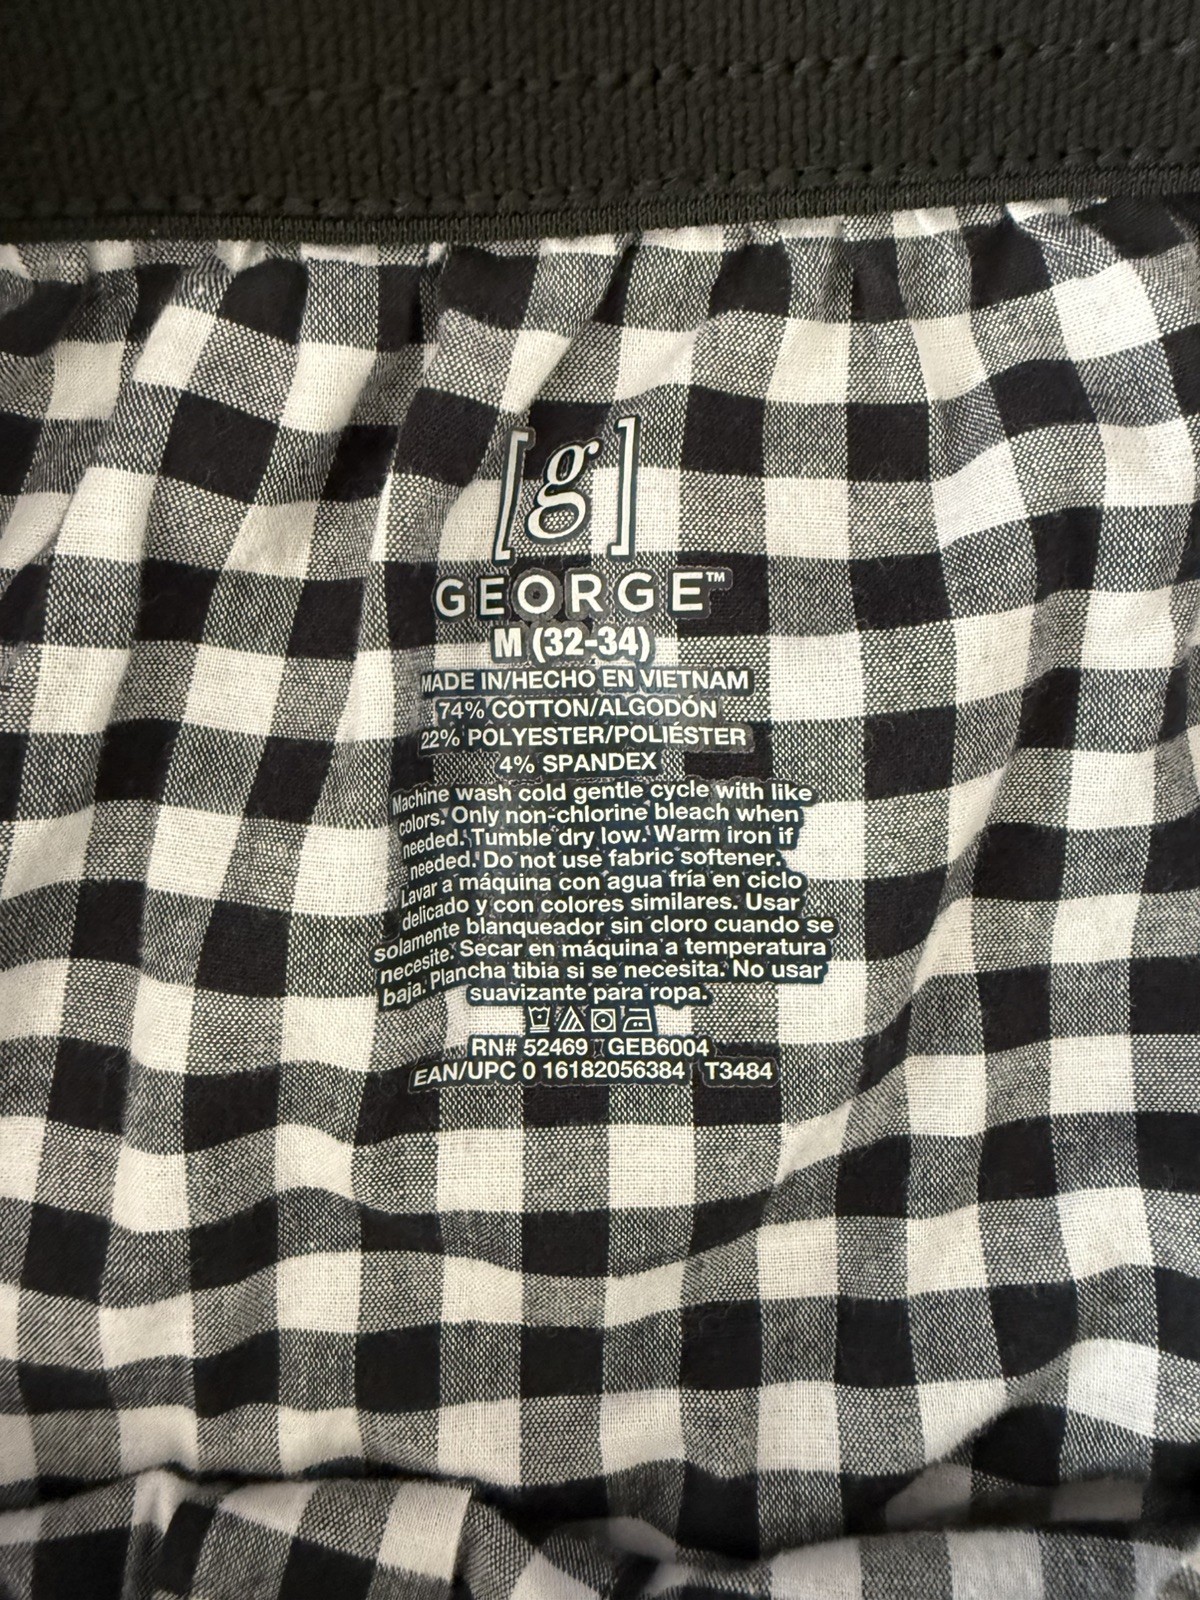 [g]
GEORGE™
M (32-34)
MADE IN/HECHO EN VIETNAM
74% COTTON/ALGODÓN
22% POLYESTER/POLIÉSTER
4% SPANDEX
Machine wash cold gentle cycle with like
colors. Only non-chlorine bleach when
needed. Tumble dry low. Warm iron if
needed. Do not use fabric softener.
Lavar a máquina con agua fría en ciclo
delicado y con colores similares. Usar
solamente blanqueador sin cloro cuando se
necesite. Secar en máquina a temperatura
baja. Plancha tibia si se necesita. No usar
suavizante para ropa.
RN# 52469 GEB6004
EAN/UPC 0 16182056384 T3484